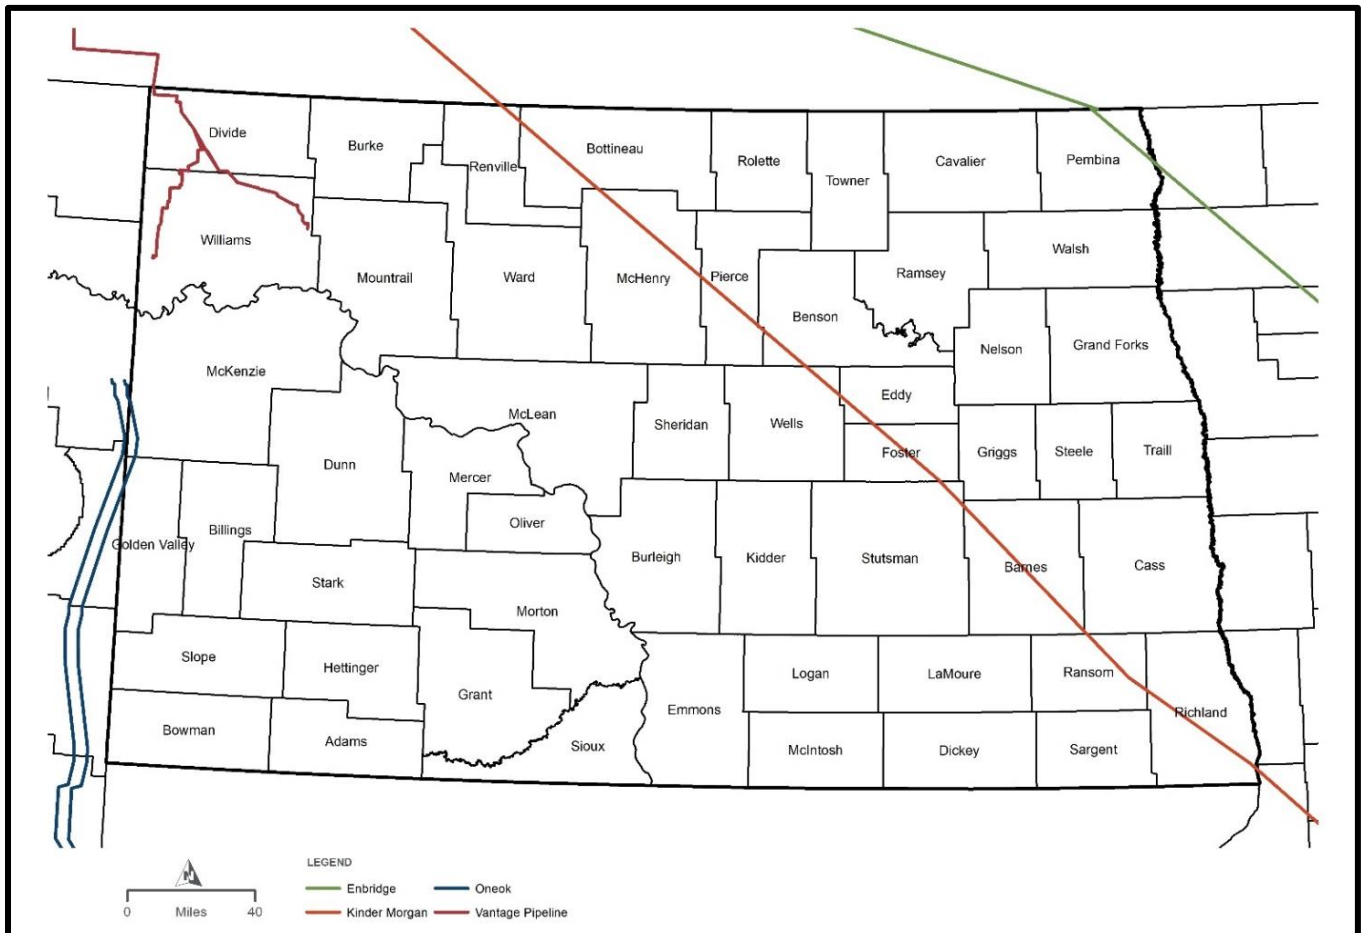 Divide
Burke
Renville
Bottineau
Rolette
Towner
Cavalier
Pembina
Williams
Mountrail
Ward
McHenry
Pierce
Benson
Ramsey
Walsh
McKenzie
Nelson
Grand Forks
McLean
Sheridan
Wells
Eddy
Foster
Griggs
Steele
Traill
Dunn
Mercer
Oliver
Golden Valley
Billings
Stark
Burleigh
Kidder
Stutsman
Barnes
Cass
Morton
Slope
Hettinger
Grant
Emmons
Logan
LaMoure
Ransom
Richland
Bowman
Adams
Sioux
McIntosh
Dickey
Sargent
N
0 Miles 40
LEGEND
Enbridge
Oneok
Kinder Morgan
Vantage Pipeline